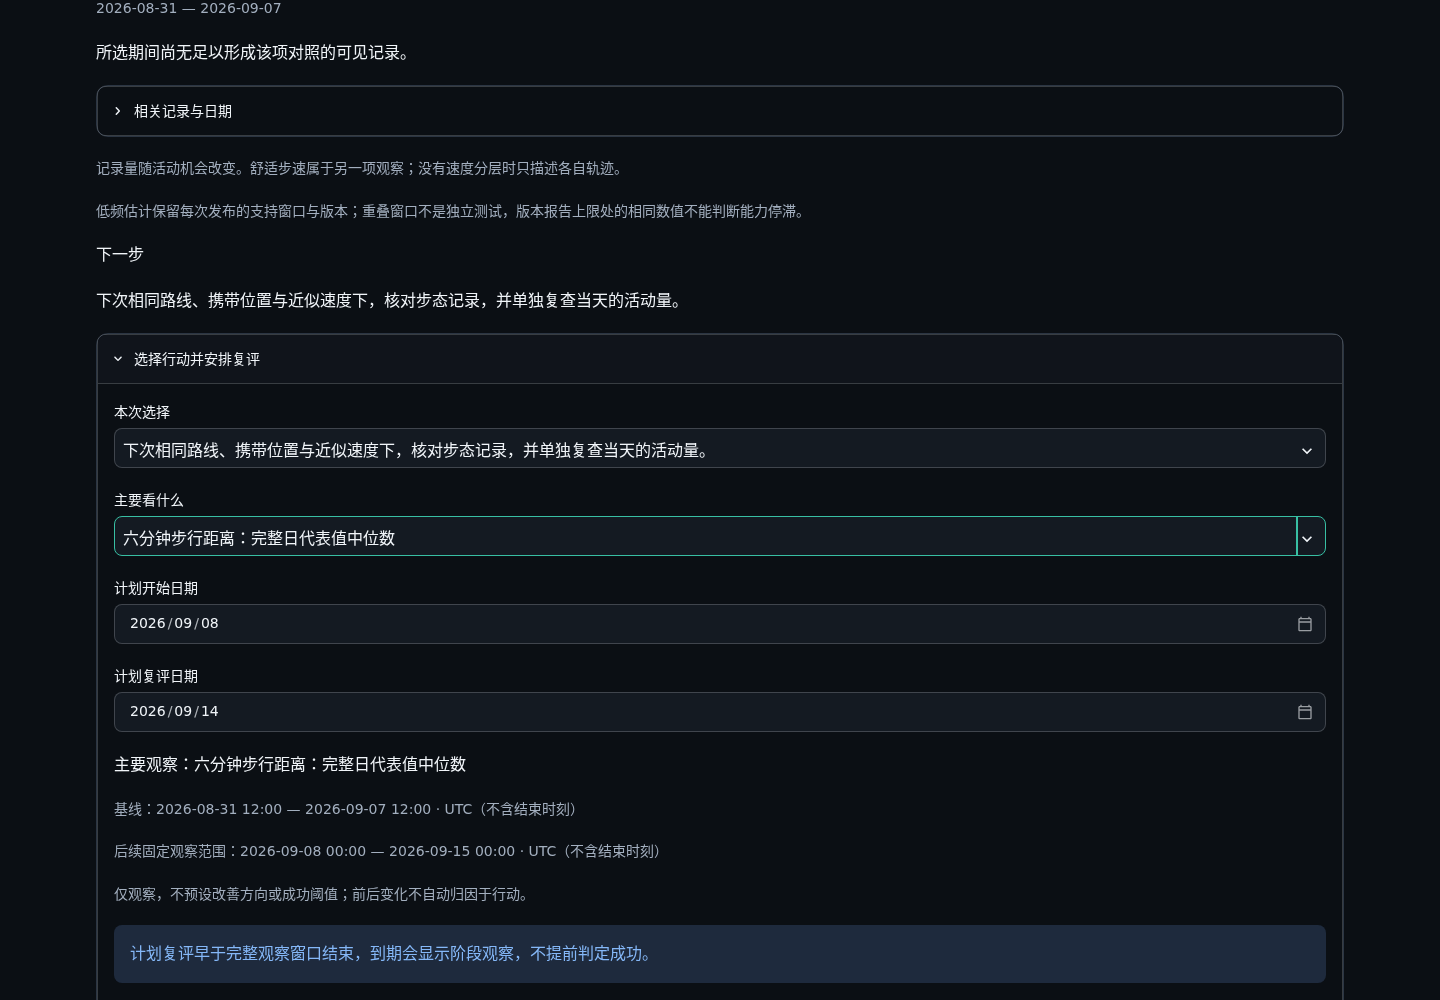 2026-08-31 — 2026-09-07
所选期间尚无足以形成该项对照的可见记录。
相关记录与日期
记录量随活动机会改变。舒适步速属于另一项观察；没有速度分层时只描述各自轨迹。
低频估计保留每次发布的支持窗口与版本；重叠窗口不是独立测试，版本报告上限处的相同数值不能判断能力停滞。
下一步
下次相同路线、携带位置与近似速度下，核对步态记录，并单独复查当天的活动量。
选择行动并安排复评
本次选择
下次相同路线、携带位置与近似速度下，核对步态记录，并单独复查当天的活动量。
主要看什么
六分钟步行距离：完整日代表值中位数
计划开始日期
2026/09/08
计划复评日期
2026/09/14
主要观察：六分钟步行距离：完整日代表值中位数
基线：2026-08-31 12:00 — 2026-09-07 12:00 · UTC（不含结束时刻）
后续固定观察范围：2026-09-08 00:00 — 2026-09-15 00:00 · UTC（不含结束时刻）
仅观察，不预设改善方向或成功阈值；前后变化不自动归因于行动。
计划复评早于完整观察窗口结束，到期会显示阶段观察，不提前判定成功。